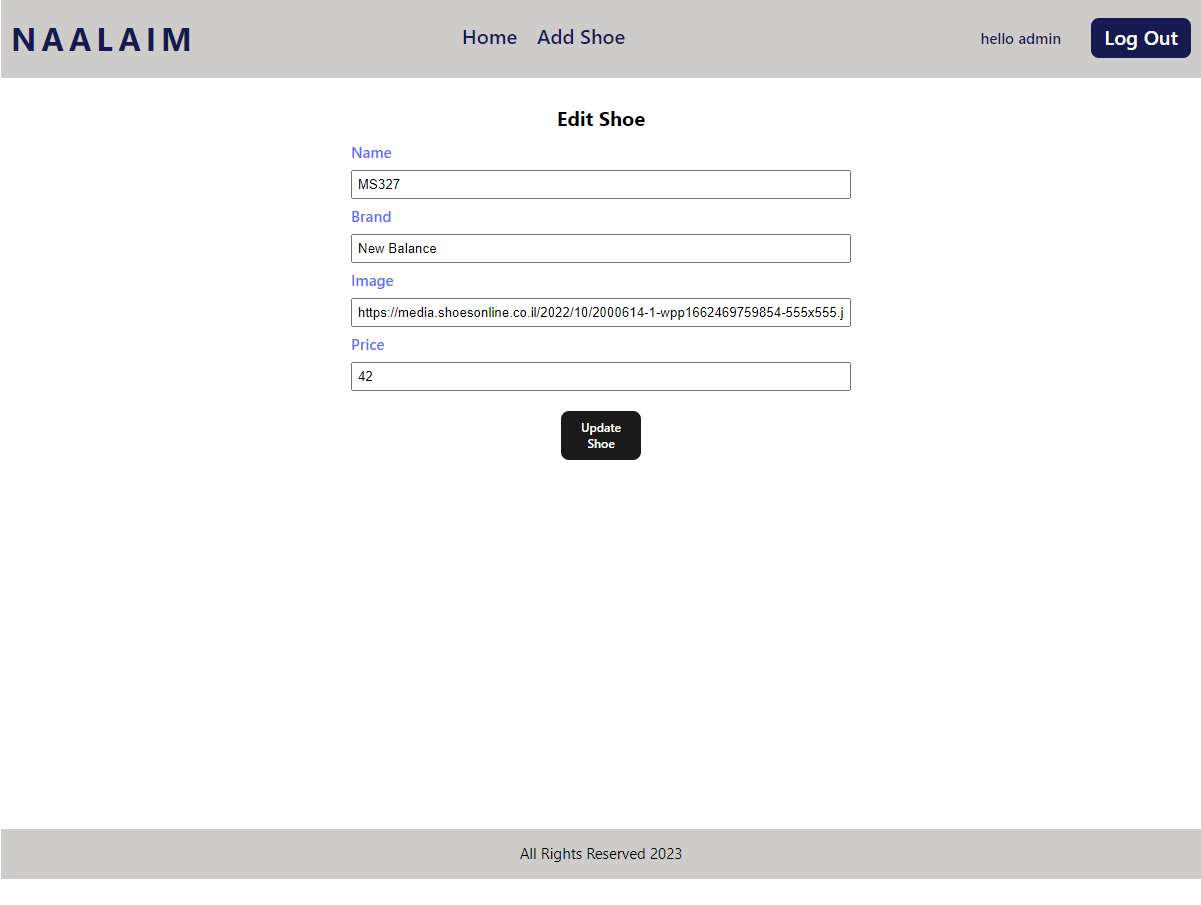 NAALAIM
Home
Add Shoe
hello admin
Log Out
Edit Shoe
Name
MS327
Brand
New Balance
Image
https://media.shoesonline.co.il/2022/10/2000614-1-wpp1662469759854-555x555.j
Price
42
Update
Shoe
All Rights Reserved 2023